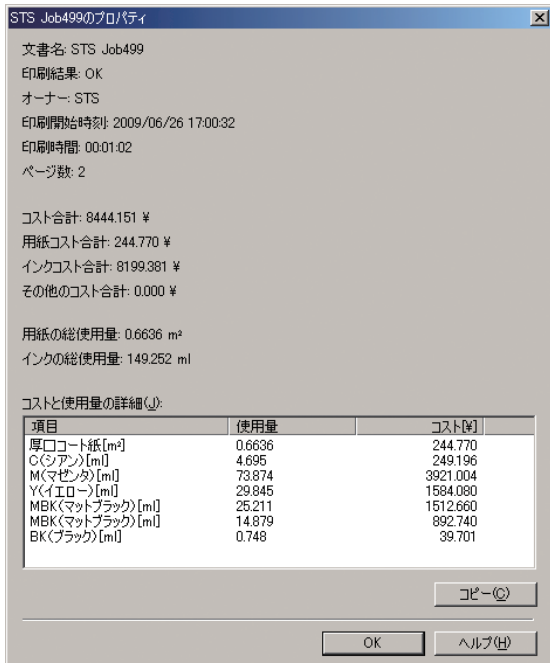 STS Job499のプロパティ
文書名: STS Job499
印刷結果: OK
オーナー: STS
印刷開始時刻: 2009/06/26 17:00:32
印刷時間: 00:01:02
ページ数: 2
コスト合計: 8444.151 ¥
用紙コスト合計: 244.770 ¥
インクコスト合計: 8199.381 ¥
その他のコスト合計: 0.000 ¥
用紙の総使用量: 0.6636 m²
インクの総使用量: 149.252 ml
コストと使用量の詳細(J):
項目 使用量 コスト[¥]
厚口コート紙[m²] 0.6636 244.770
C(シアン)[ml] 4.695 249.196
M(マゼンタ)[ml] 73.874 3921.004
Y(イエロー)[ml] 29.845 1584.080
MBK(マットブラック)[ml] 25.211 1512.660
MBK(マットブラック)[ml] 14.879 892.740
BK(ブラック)[ml] 0.748 39.701
コピー(C)
OK ヘルプ(H)